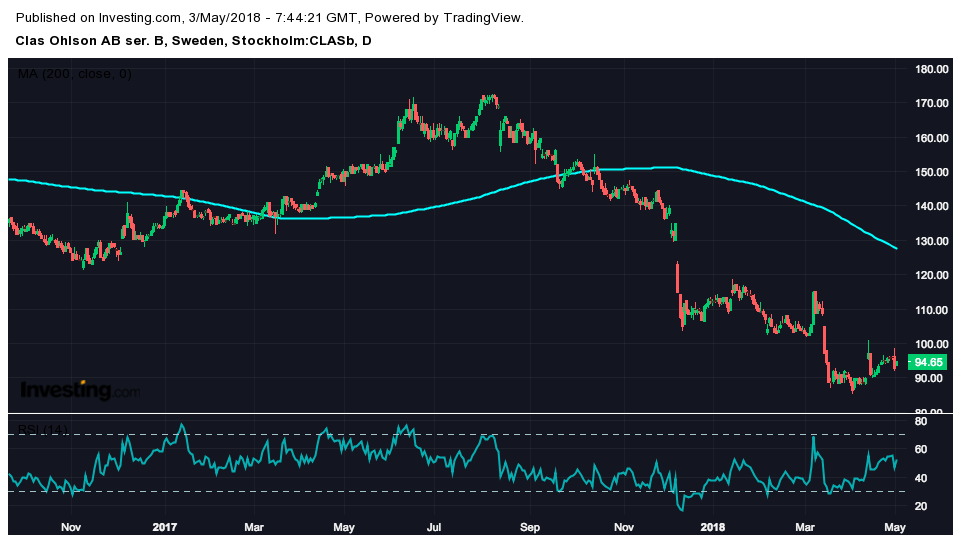 Published on Investing.com, 3/May/2018 - 7:44:21 GMT, Powered by TradingView.
Clas Ohlson AB ser. B, Sweden, Stockholm:CLASb, D
MA (200, close, 0)
180.00
170.00
160.00
150.00
140.00
130.00
120.00
110.00
100.00
94.65
90.00
80.00
Investing.com
RSI (14)
80
60
40
20
Nov 2017 Mar May Jul Sep Nov 2018 Mar May